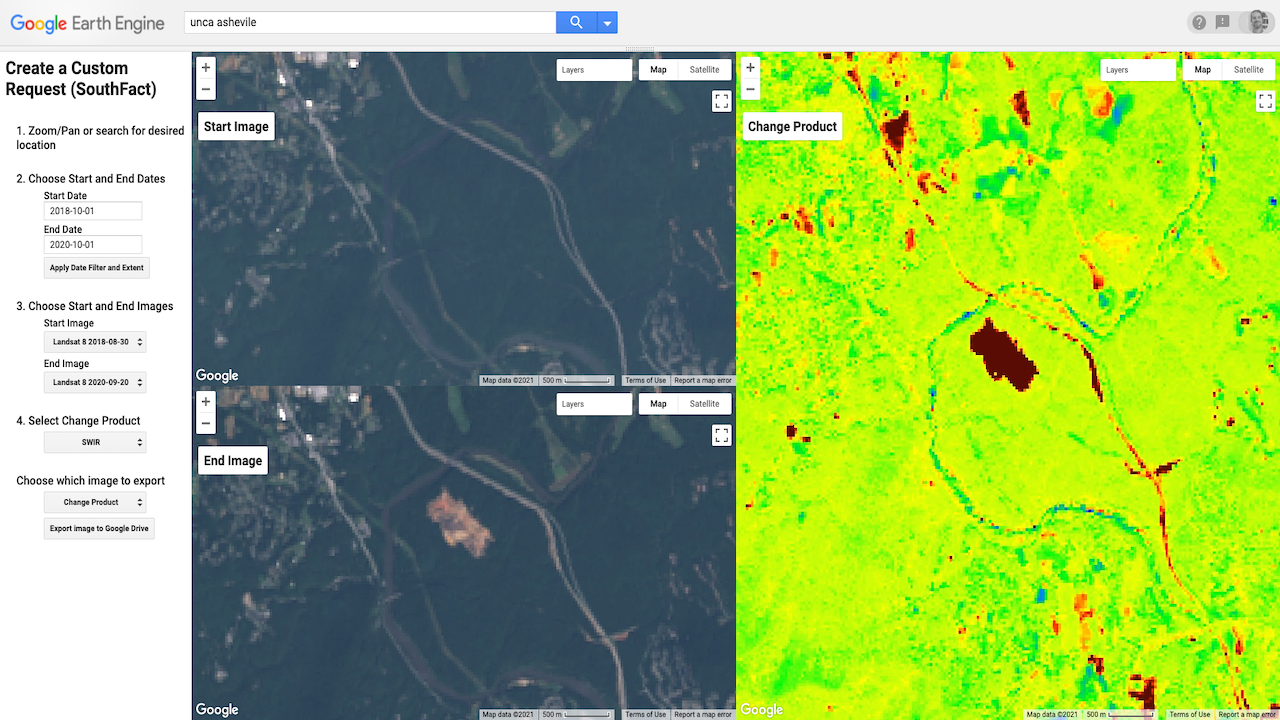 Google Earth Engine
unca ashevile
Create a Custom
Request (SouthFact)
1. Zoom/Pan or search for desired
location
2. Choose Start and End Dates
Start Date
2018-10-01
End Date
2020-10-01
Apply Date Filter and Extent
3. Choose Start and End Images
Start Image
Landsat 8 2018-08-30
End Image
Landsat 8 2020-09-20
4. Select Change Product
SWIR
Choose which image to export
Change Product
Export image to Google Drive
+
−
Layers
Map Satellite
Start Image
Google
Map data ©2021 500 m Terms of Use Report a map error
+
−
Layers
Map Satellite
End Image
Google
Map data ©2021 500 m Terms of Use Report a map error
+
−
Layers
Map Satellite
Change Product
Google
Map data ©2021 500 m Terms of Use Report a map error